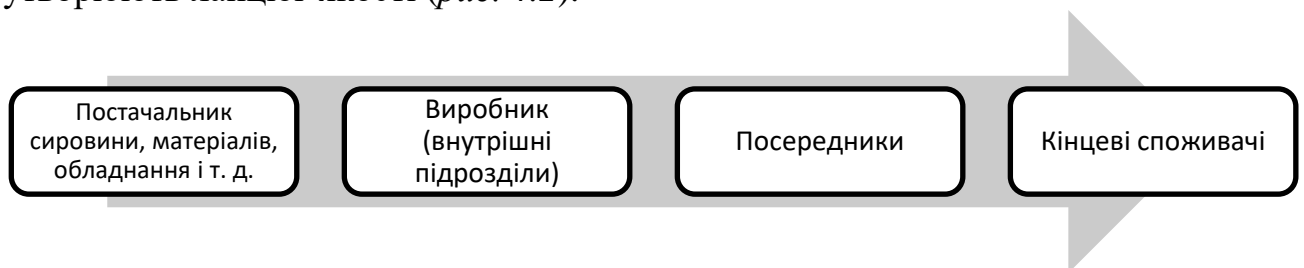 Постачальник
сировини, матеріалів,
обладнання і т. д.
Виробник
(внутрішні
підрозділи)
Посередники
Кінцеві споживачі